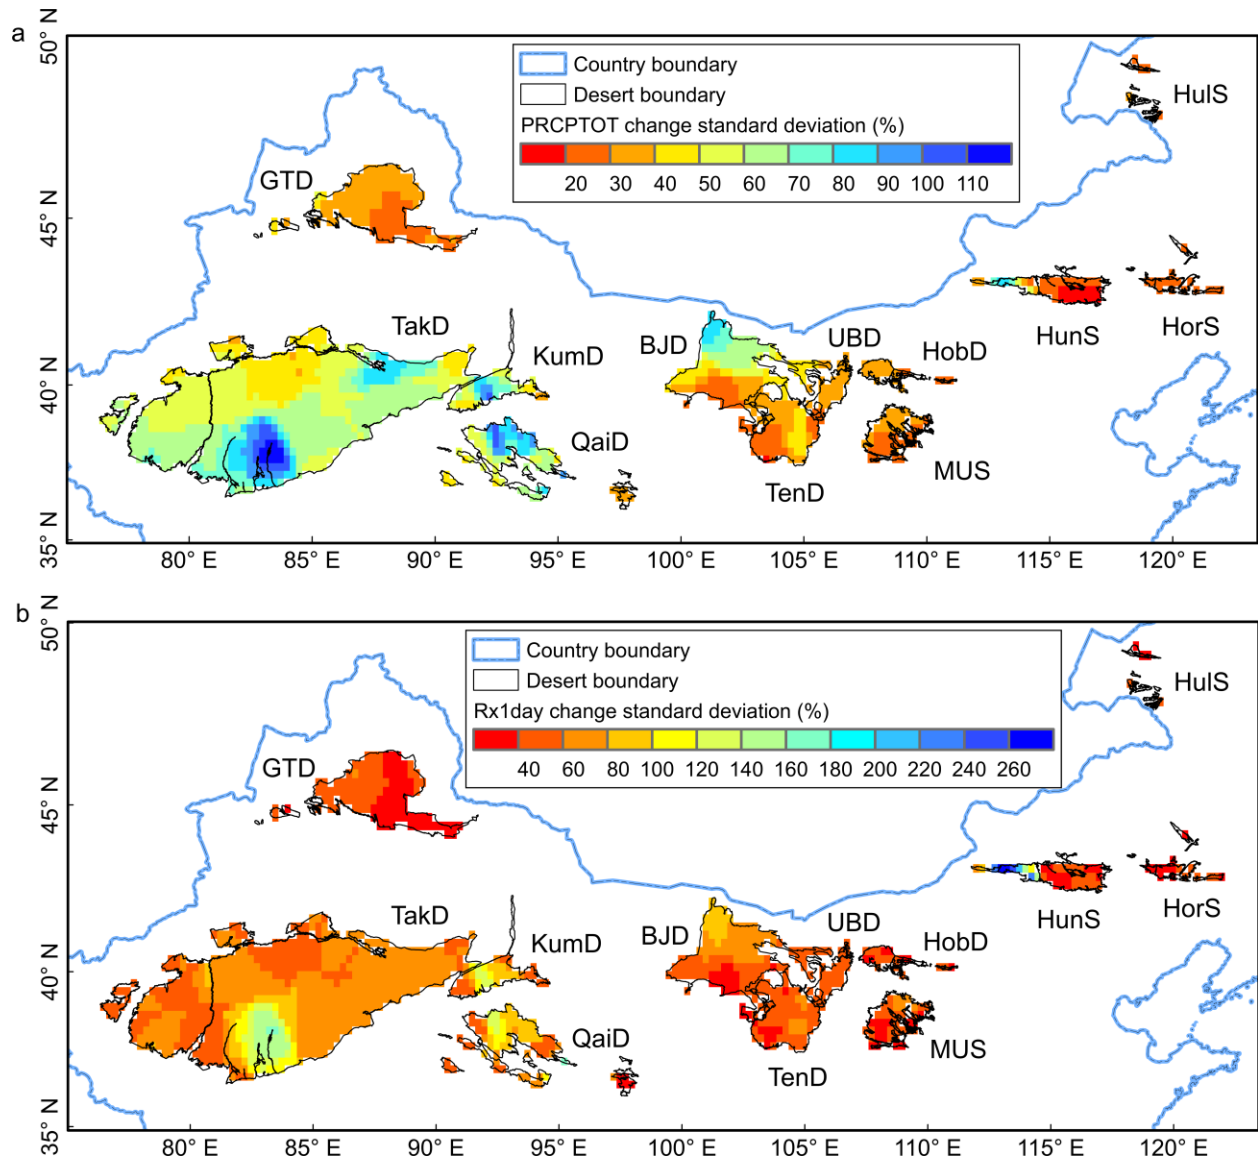 a
50° N
45° N
40° N
35° N
Country boundary
Desert boundary
PRCPTOT change standard deviation (%)
20 30 40 50 60 70 80 90 100 110
HulS
GTD
TakD
KumD
BJD
UBD
HobD
HunS
HorS
QaiD
TenD
MUS
80° E 85° E 90° E 95° E 100° E 105° E 110° E 115° E 120° E
b
50° N
45° N
40° N
35° N
Country boundary
Desert boundary
Rx1day change standard deviation (%)
40 60 80 100 120 140 160 180 200 220 240 260
HulS
GTD
TakD
KumD
BJD
UBD
HobD
HunS
HorS
QaiD
TenD
MUS
80° E 85° E 90° E 95° E 100° E 105° E 110° E 115° E 120° E